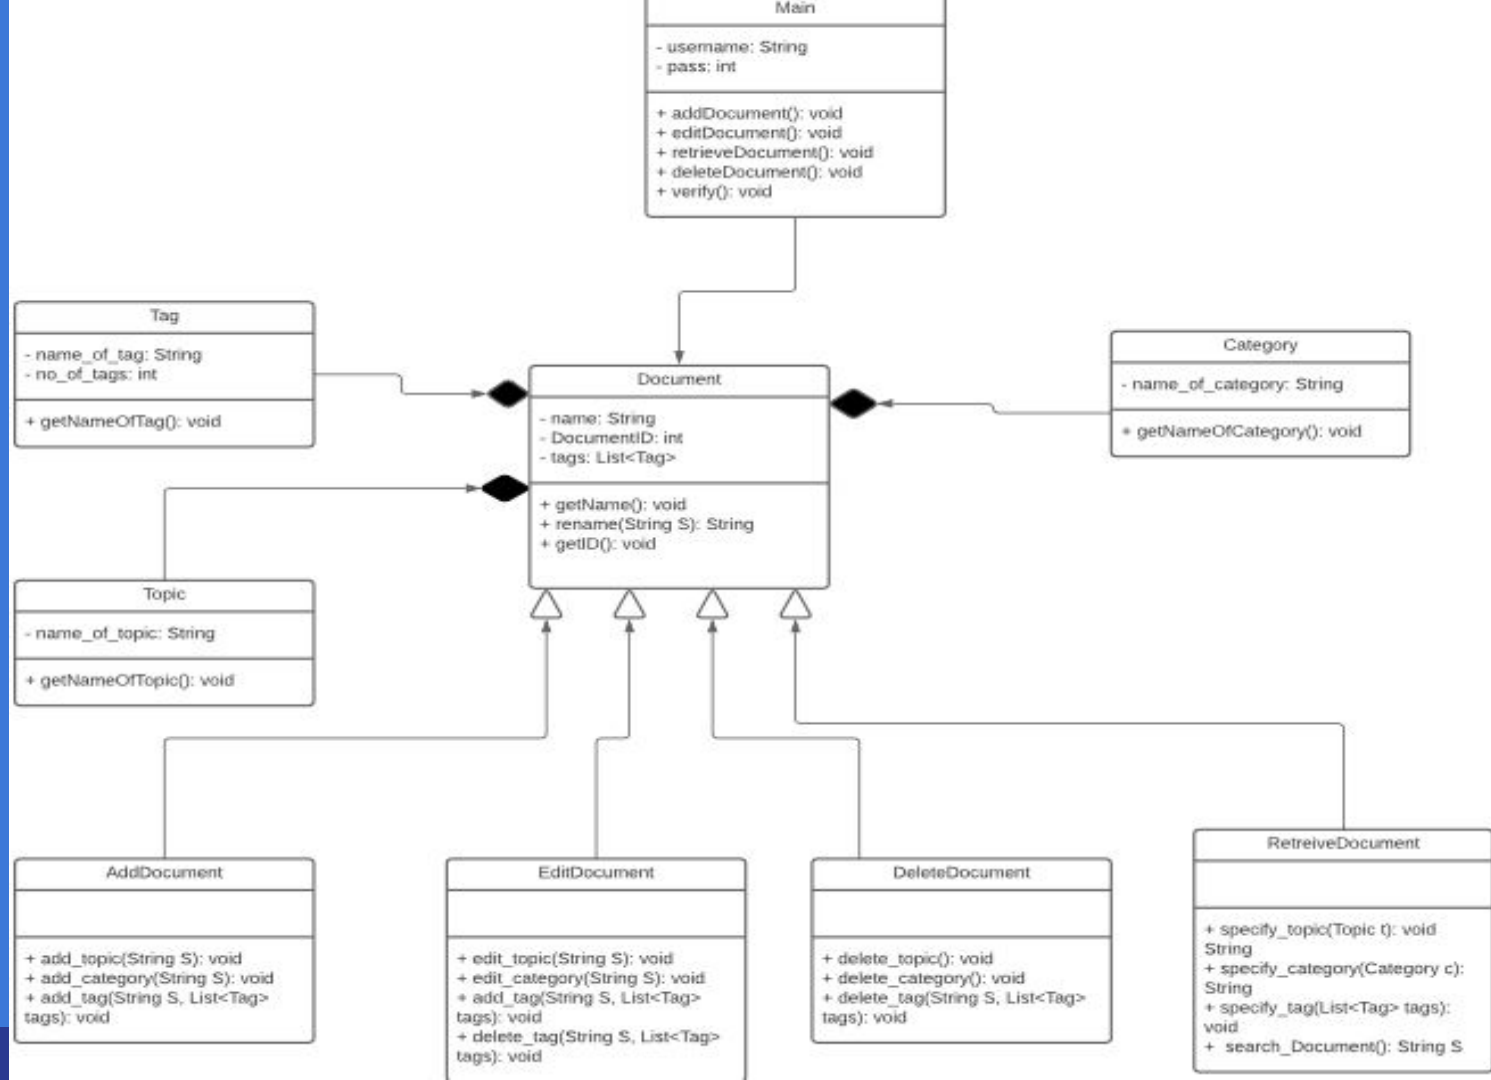 Main
- username: String
- pass: int
+ addDocument(): void
+ editDocument(): void
+ retrieveDocument(): void
+ deleteDocument(): void
+ verify(): void
Tag
- name_of_tag: String
- no_of_tags: int
+ getNameOfTag(): void
Document
- name: String
- DocumentID: int
- tags: List<Tag>
+ getName(): void
+ rename(String S): String
+ getID(): void
Category
- name_of_category: String
+ getNameOfCategory(): void
Topic
- name_of_topic: String
+ getNameOfTopic(): void
AddDocument
+ add_topic(String S): void
+ add_category(String S): void
+ add_tag(String S, List<Tag>
tags): void
EditDocument
+ edit_topic(String S): void
+ edit_category(String S): void
+ add_tag(String S, List<Tag>
tags): void
+ delete_tag(String S, List<Tag>
tags): void
DeleteDocument
+ delete_topic(): void
+ delete_category(): void
+ delete_tag(String S, List<Tag>
tags): void
RetreiveDocument
+ specify_topic(Topic t): void
String
+ specify_category(Category c):
String
+ specify_tag(List<Tag> tags):
void
+ search_Document(): String S